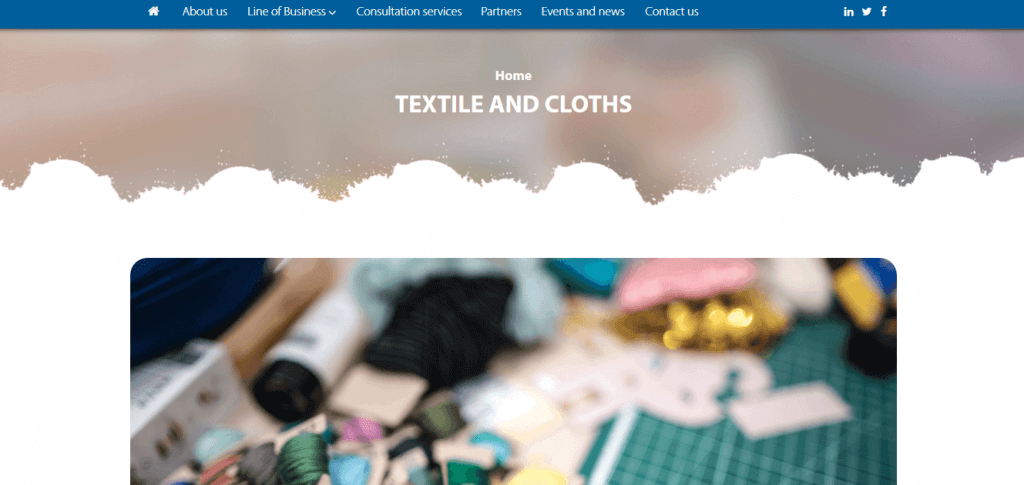 About us Line of Business Consultation services Partners Events and news Contact us
Home
TEXTILE AND CLOTHS